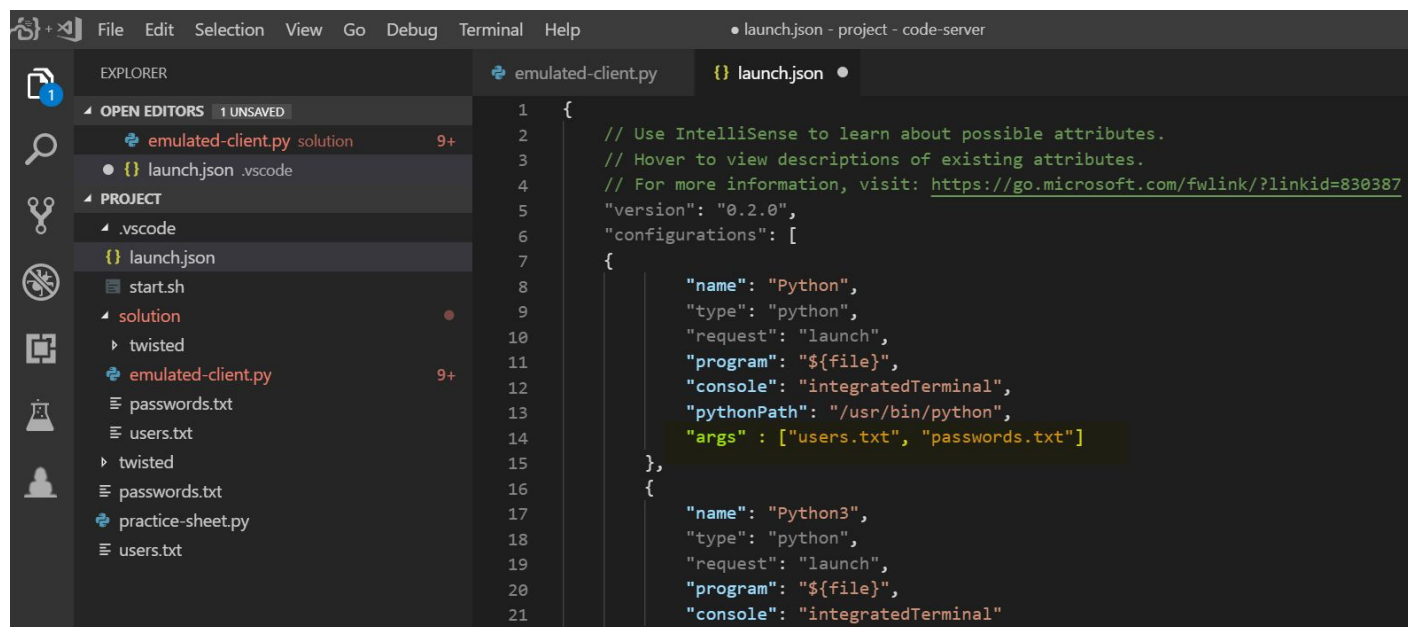 File Edit Selection View Go Debug Terminal Help ● launch.json - project - code-server
EXPLORER
OPEN EDITORS 1 UNSAVED
emulated-client.py solution 9+
● {} launch.json .vscode
PROJECT
.vscode
{} launch.json
start.sh
solution
twisted
emulated-client.py 9+
passwords.txt
users.txt
twisted
passwords.txt
practice-sheet.py
users.txt
1
emulated-client.py {} launch.json ●
1 {
2 // Use IntelliSense to learn about possible attributes.
3 // Hover to view descriptions of existing attributes.
4 // For more information, visit: https://go.microsoft.com/fwlink/?linkid=830387
5 "version": "0.2.0",
6 "configurations": [
7 {
8 "name": "Python",
9 "type": "python",
10 "request": "launch",
11 "program": "${file}",
12 "console": "integratedTerminal",
13 "pythonPath": "/usr/bin/python",
14 "args" : ["users.txt", "passwords.txt"]
15 },
16 {
17 "name": "Python3",
18 "type": "python",
19 "request": "launch",
20 "program": "${file}",
21 "console": "integratedTerminal"